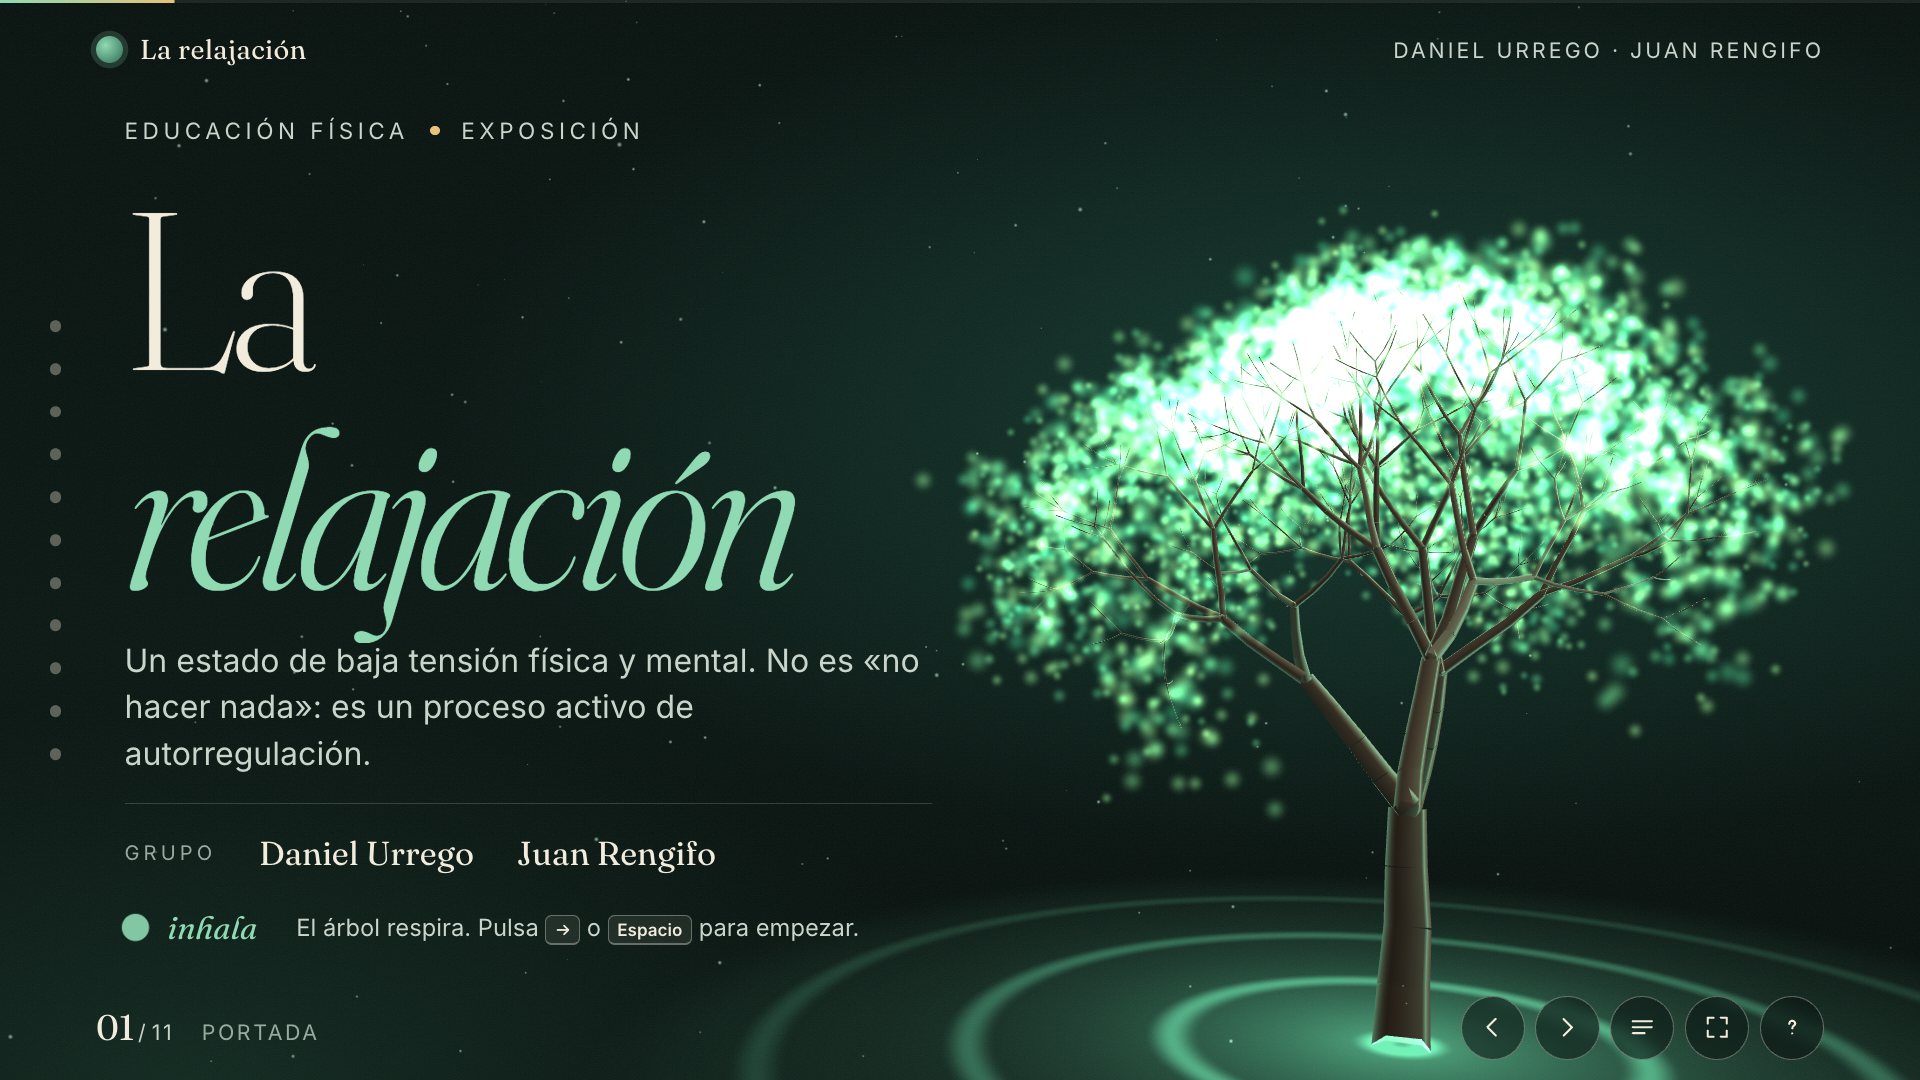 La relajación
DANIEL URREGO · JUAN RENGIFO
EDUCACIÓN FÍSICA • EXPOSICIÓN
La
relajación
Un estado de baja tensión física y mental. No es «no
hacer nada»: es un proceso activo de
autorregulación.
GRUPO Daniel Urrego Juan Rengifo
inhala El árbol respira. Pulsa → o Espacio para empezar.
01 / 11 PORTADA
?